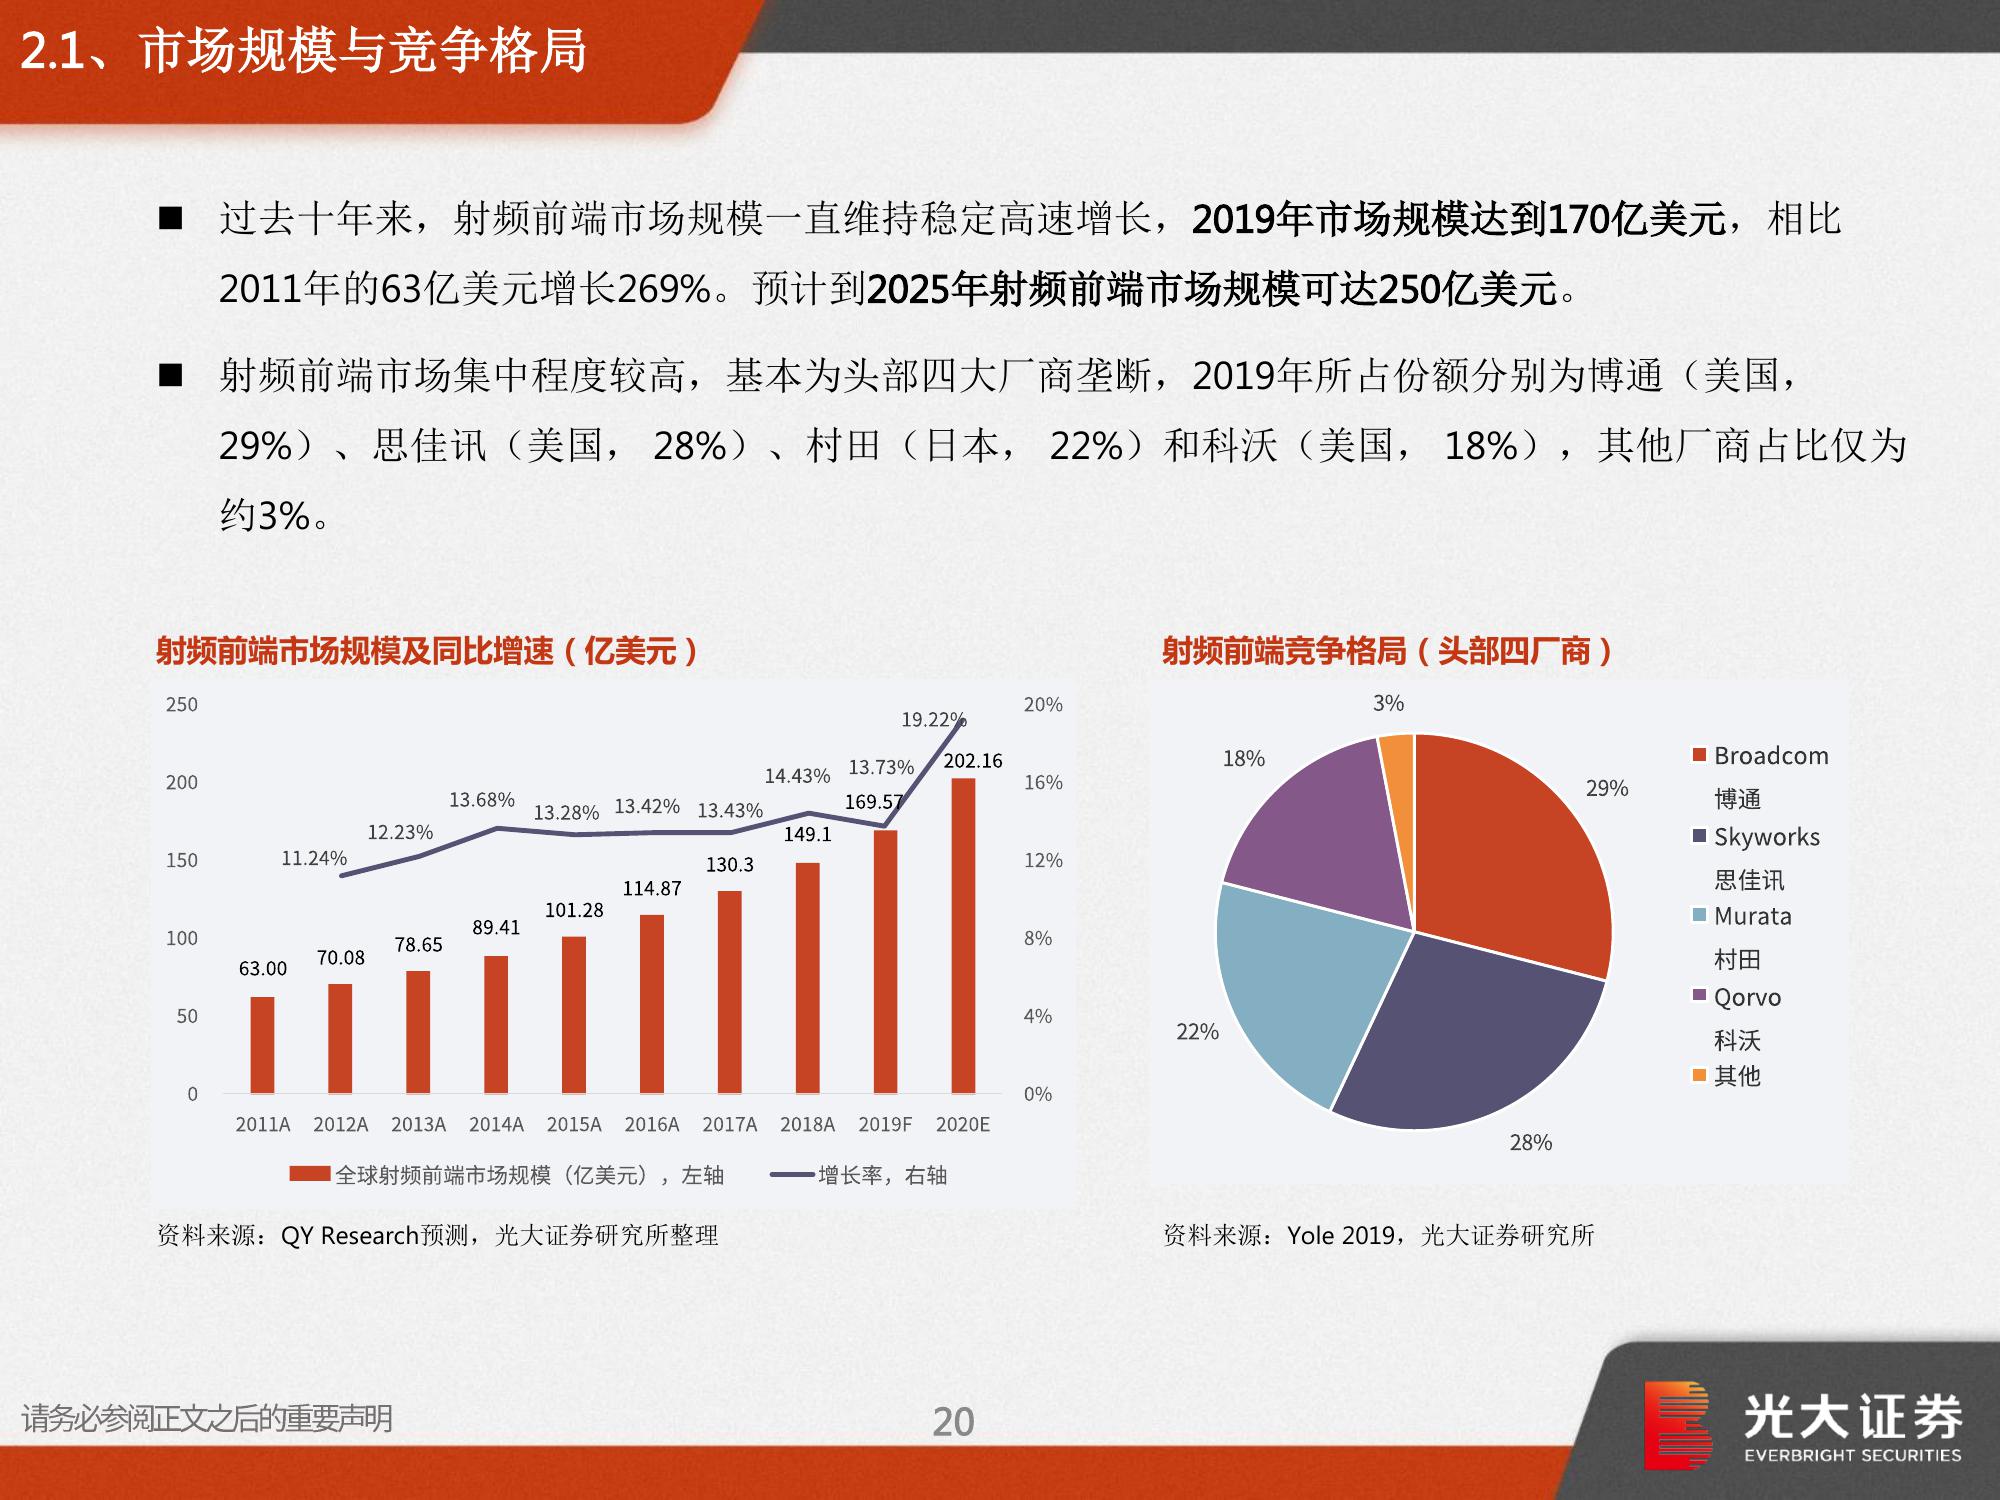 2.1、市场规模与竞争格局
■ 过去十年来，射频前端市场规模一直维持稳定高速增长，2019年市场规模达到170亿美元，相比
2011年的63亿美元增长269%。预计到2025年射频前端市场规模可达250亿美元。
■ 射频前端市场集中程度较高，基本为头部四大厂商垄断，2019年所占份额分别为博通（美国，
29%）、思佳讯（美国， 28%）、村田（日本， 22%）和科沃（美国， 18%），其他厂商占比仅为
约3%。
射频前端市场规模及同比增速（亿美元）
250
200
150
100
50
0
20%
16%
12%
8%
4%
0%
11.24%
12.23%
13.68%
13.28%
13.42%
13.43%
14.43%
13.73%
19.22%
63.00
70.08
78.65
89.41
101.28
114.87
130.3
149.1
169.57
202.16
2011A 2012A 2013A 2014A 2015A 2016A 2017A 2018A 2019F 2020E
全球射频前端市场规模（亿美元），左轴 增长率，右轴
资料来源：QY Research预测，光大证券研究所整理
射频前端竞争格局（头部四厂商）
3%
18%
29%
22%
28%
Broadcom
博通
Skyworks
思佳讯
Murata
村田
Qorvo
科沃
其他
资料来源：Yole 2019，光大证券研究所
请务必参阅正文之后的重要声明
20
光大证券
EVERBRIGHT SECURITIES